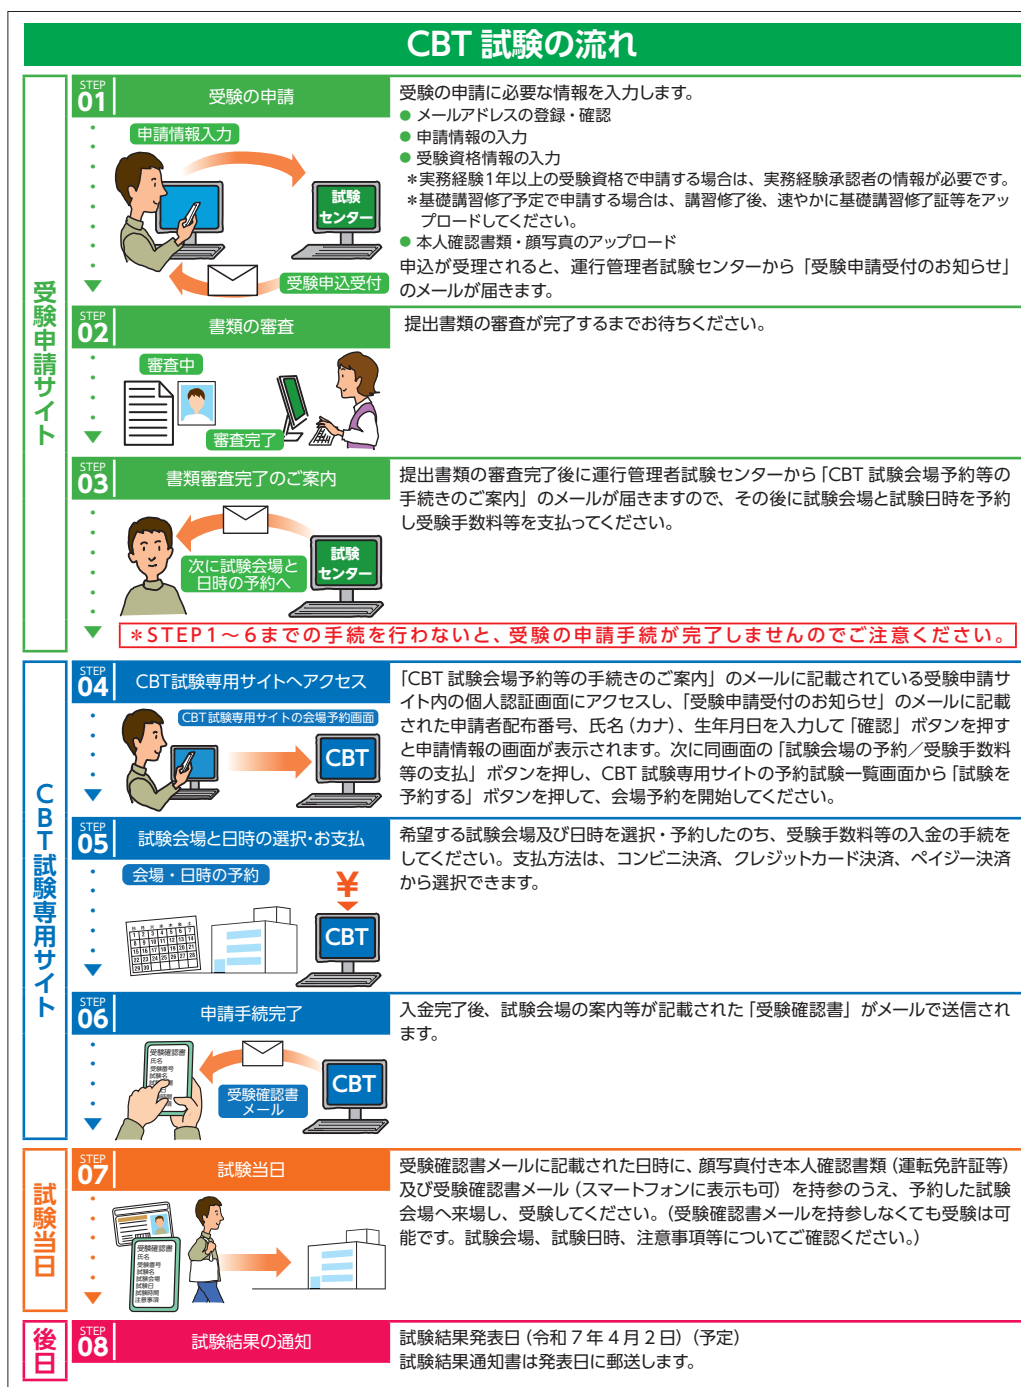 CBT 試験の流れ
受験申請サイト
STEP 01
受験の申請
申請情報入力
試験センター
受験申込受付
受験の申請に必要な情報を入力します。
● メールアドレスの登録・確認
● 申請情報の入力
● 受験資格情報の入力
＊実務経験1年以上の受験資格で申請する場合は、実務経験承認者の情報が必要です。
＊基礎講習修了予定で申請する場合は、講習修了後、速やかに基礎講習修了証等をアッ
プロードしてください。
● 本人確認書類・顔写真のアップロード
申込が受理されると、運行管理者試験センターから「受験申請受付のお知らせ」
のメールが届きます。
STEP 02
書類の審査
審査中
審査完了
提出書類の審査が完了するまでお待ちください。
STEP 03
書類審査完了のご案内
試験センター
次に試験会場と
日時の予約へ
提出書類の審査完了後に運行管理者試験センターから「CBT 試験会場予約等の
手続きのご案内」のメールが届きますので、その後に試験会場と試験日時を予約
し受験手数料等を支払ってください。
＊STEP1～6までの手続を行わないと、受験の申請手続が完了しませんのでご注意ください。
CBT試験専用サイト
STEP 04
CBT試験専用サイトへアクセス
CBT試験専用サイトの会場予約画面
CBT
「CBT 試験会場予約等の手続きのご案内」のメールに記載されている受験申請サ
イト内の個人認証画面にアクセスし、「受験申請受付のお知らせ」のメールに記載
された申請者配布番号、氏名（カナ）、生年月日を入力して「確認」ボタンを押す
と申請情報の画面が表示されます。次に同画面の「試験会場の予約／受験手数料
等の支払」ボタンを押し、CBT 試験専用サイトの予約試験一覧画面から「試験を
予約する」ボタンを押して、会場予約を開始してください。
STEP 05
試験会場と日時の選択・お支払
会場・日時の予約
¥
CBT
希望する試験会場及び日時を選択・予約したのち、受験手数料等の入金の手続を
してください。支払方法は、コンビニ決済、クレジットカード決済、ペイジー決済
から選択できます。
STEP 06
申請手続完了
受験確認書
氏名
受験番号
試験名
受験確認書
メール
CBT
入金完了後、試験会場の案内等が記載された「受験確認書」がメールで送信され
ます。
試験当日
STEP 07
試験当日
受験確認書
氏名
受験番号
試験名
試験会場
試験日
試験時間
注意事項
受験確認書メールに記載された日時に、顔写真付き本人確認書類（運転免許証等）
及び受験確認書メール（スマートフォンに表示も可）を持参のうえ、予約した試験
会場へ来場し、受験してください。（受験確認書メールを持参しなくても受験は可
能です。試験会場、試験日時、注意事項等についてご確認ください。）
後日
STEP 08
試験結果の通知
試験結果発表日（令和７年４月２日）（予定）
試験結果通知書は発表日に郵送します。